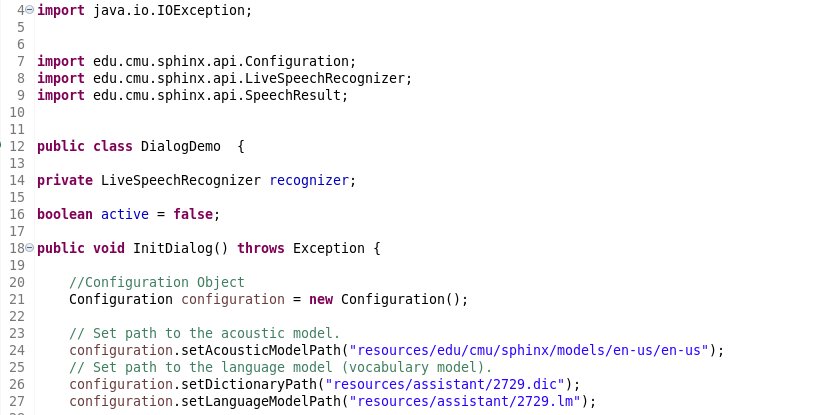 4 import java.io.IOException;
5
6
7 import edu.cmu.sphinx.api.Configuration;
8 import edu.cmu.sphinx.api.LiveSpeechRecognizer;
9 import edu.cmu.sphinx.api.SpeechResult;
10
11
12 public class DialogDemo  {
13
14 private LiveSpeechRecognizer recognizer;
15
16 boolean active = false;
17
18 public void InitDialog() throws Exception {
19
20     //Configuration Object
21     Configuration configuration = new Configuration();
22
23     // Set path to the acoustic model.
24     configuration.setAcousticModelPath("resources/edu/cmu/sphinx/models/en-us/en-us");
25     // Set path to the language model (vocabulary model).
26     configuration.setDictionaryPath("resources/assistant/2729.dic");
27     configuration.setLanguageModelPath("resources/assistant/2729.lm");